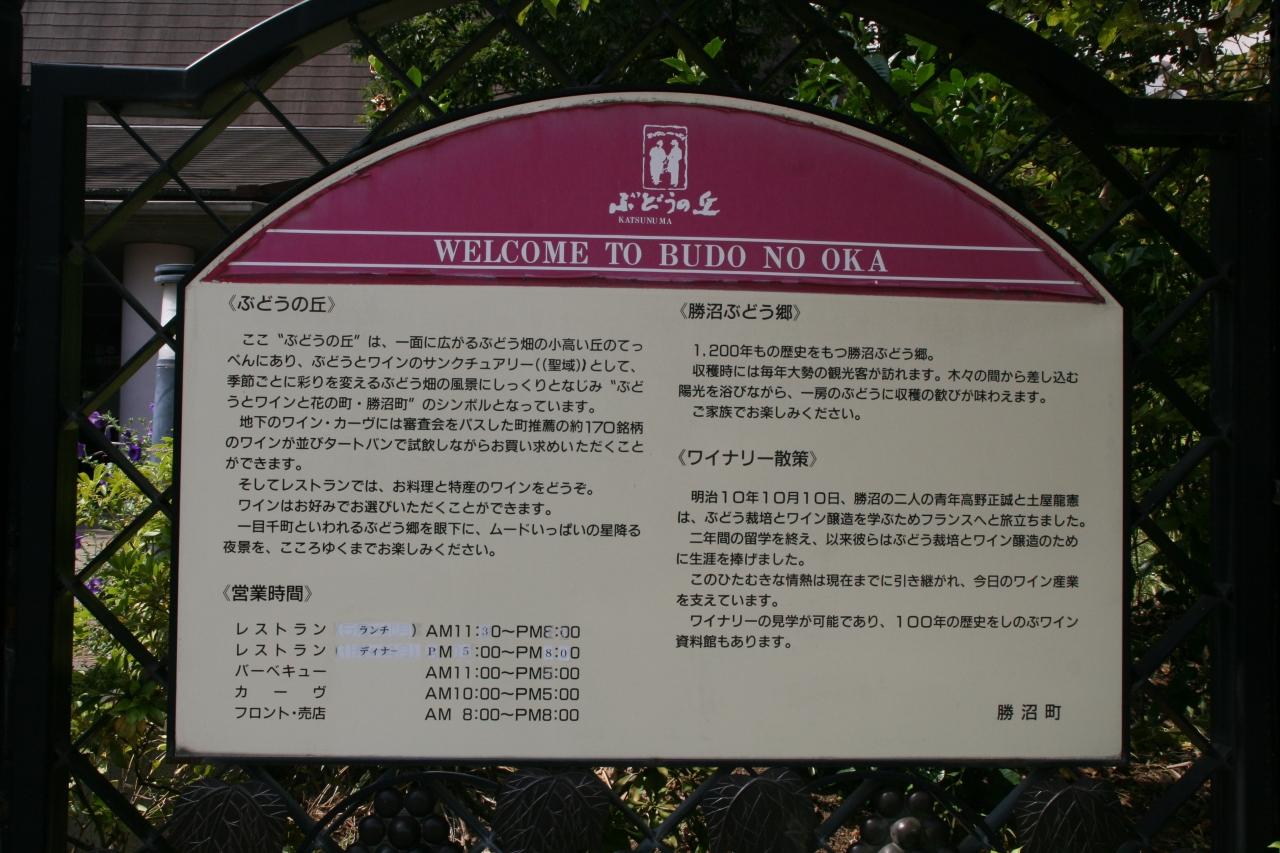 ぶどうの丘
KATSUNUMA
WELCOME TO BUDO NO OKA
《ぶどうの丘》
ここ“ぶどうの丘”は、一面に広がるぶどう畑の小高い丘のてっ
ぺんにあり、ぶどうとワインのサンクチュアリー((聖域))として、
季節ごとに彩りを変えるぶどう畑の風景にしっくりとなじみ“ぶど
うとワインと花の町・勝沼町”のシンボルとなっています。
地下のワイン・カーヴには審査会をパスした町推薦の約170銘柄
のワインが並びタートバンで試飲しながらお買い求めいただくこと
ができます。
そしてレストランでは、お料理と特産のワインをどうぞ。
ワインはお好みでお選びいただくことができます。
一目千町といわれるぶどう郷を眼下に、ムードいっぱいの星降る
夜景を、こころゆくまでお楽しみください。
《営業時間》
レストラン ランチ ) AM11:30〜PM :00
レストラン ( ディナー PM 5:00〜PM8:00
バーベキュー AM11:00〜PM5:00
カーヴ AM10:00〜PM5:00
フロント・売店 AM 8:00〜PM8:00
《勝沼ぶどう郷》
1,200年もの歴史をもつ勝沼ぶどう郷。
収穫時には毎年大勢の観光客が訪れます。木々の間から差し込む
陽光を浴びながら、一房のぶどうに収穫の歓びが味わえます。
ご家族でお楽しみください。
《ワイナリー散策》
明治10年10月10日、勝沼の二人の青年高野正誠と土屋龍憲
は、ぶどう栽培とワイン醸造を学ぶためフランスへと旅立ちました。
二年間の留学を終え、以来彼らはぶどう栽培とワイン醸造のため
に生涯を捧げました。
このひたむきな情熱は現在までに引き継がれ、今日のワイン産業
を支えています。
ワイナリーの見学が可能であり、100年の歴史をしのぶワイン
資料館もあります。
勝沼町